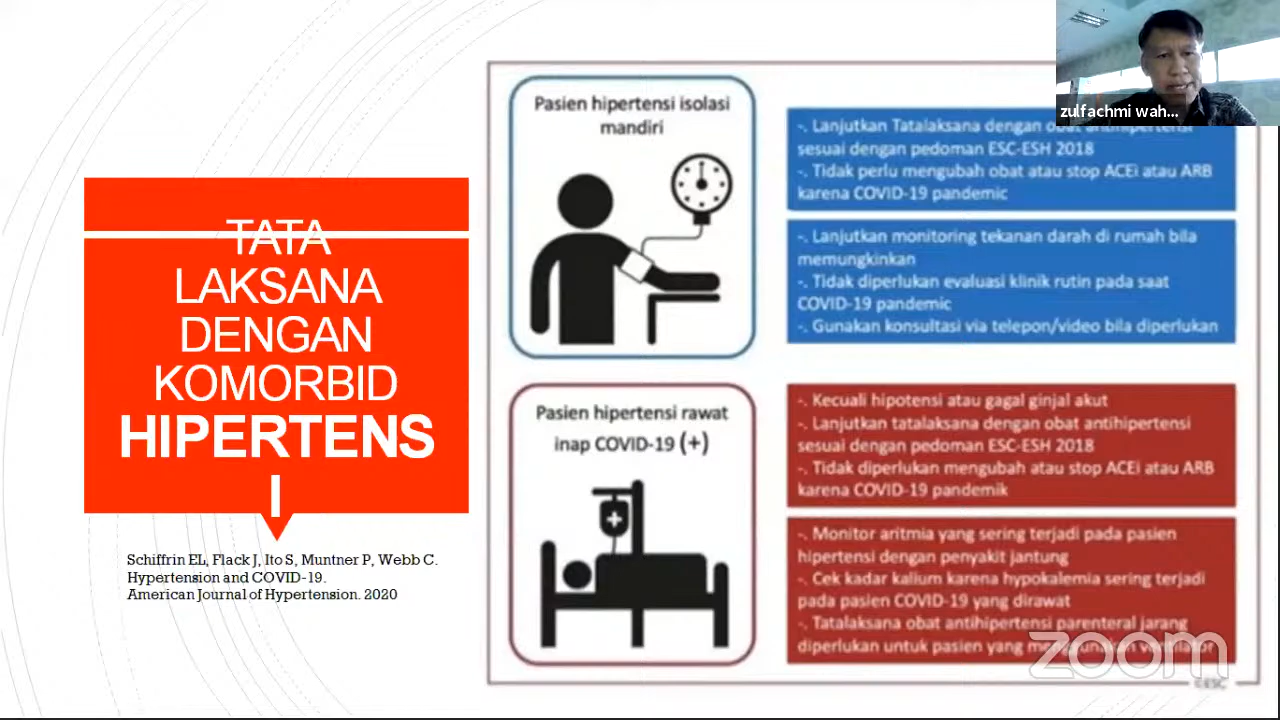 zulfachmi wah...
TATA
LAKSANA
DENGAN
KOMORBID
HIPERTENS
I
Schiffrin EL, Flack J, Ito S, Muntner P, Webb C.
Hypertension and COVID-19.
American Journal of Hypertension. 2020
Pasien hipertensi isolasi
mandiri
-. Lanjutkan Tatalaksana dengan obat antihipertensi
sesuai dengan pedoman ESC-ESH 2018
-. Tidak perlu mengubah obat atau stop ACEi atau ARB
karena COVID-19 pandemic
-. Lanjutkan monitoring tekanan darah di rumah bila
memungkinkan
-. Tidak diperlukan evaluasi klinik rutin pada saat
COVID-19 pandemic
-. Gunakan konsultasi via telepon/video bila diperlukan
Pasien hipertensi rawat
inap COVID-19 (+)
-. Kecuali hipotensi atau gagal ginjal akut
-. Lanjutkan tatalaksana dengan obat antihipertensi
sesuai dengan pedoman ESC-ESH 2018
-. Tidak diperlukan mengubah atau stop ACEi atau ARB
karena COVID-19 pandemik
-. Monitor aritmia yang sering terjadi pada pasien
hipertensi dengan penyakit jantung
-. Cek kadar kalium karena hypokalemia sering terjadi
pada pasien COVID-19 yang dirawat
-. Tatalaksana obat antihipertensi parenteral jarang
diperlukan untuk pasien yang menggunakan ventilator
zoom
©ESC